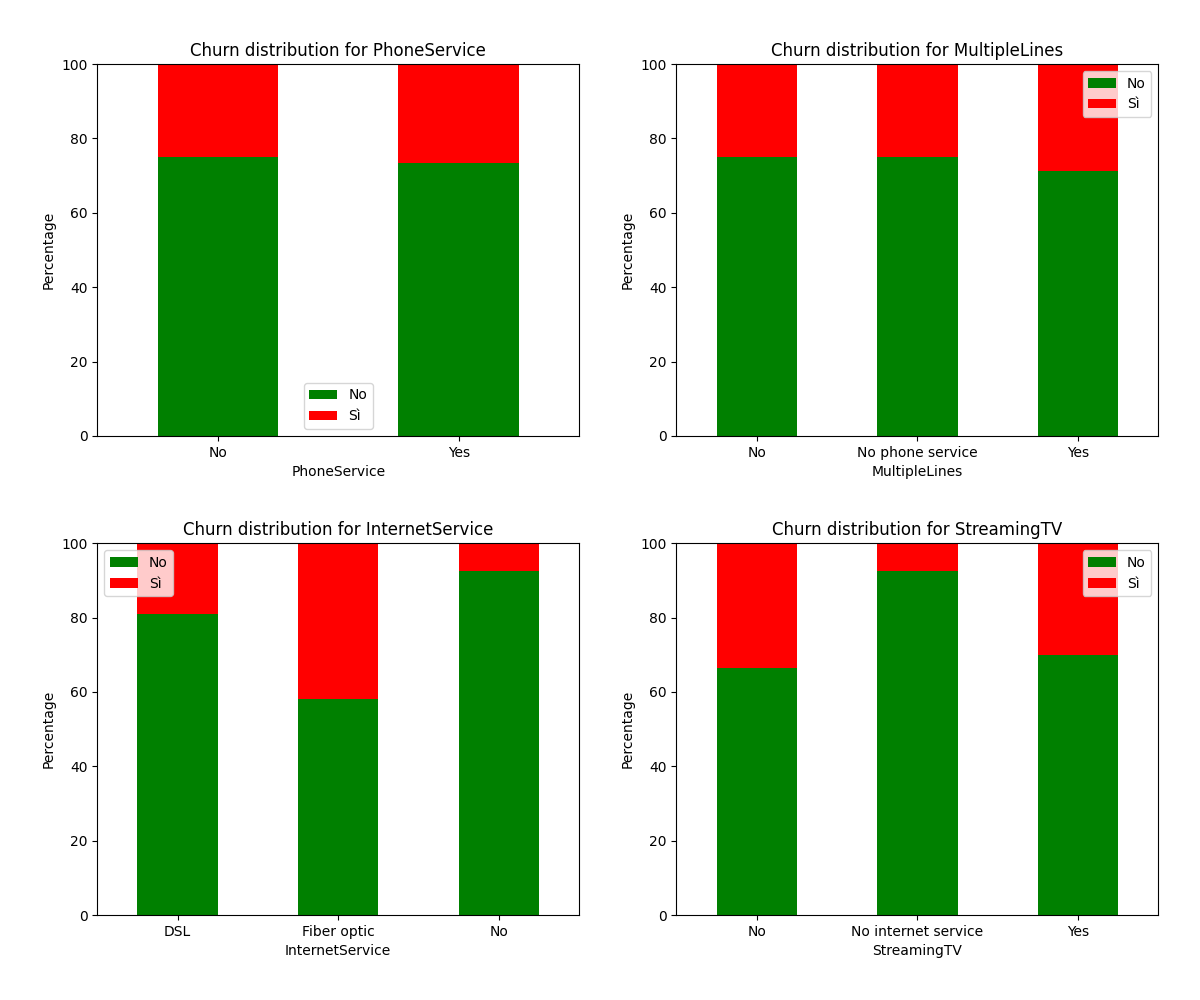 Churn distribution for PhoneService
Percentage
100
80
60
40
20
0
No
Sì
No Yes
PhoneService
Churn distribution for MultipleLines
Percentage
100
80
60
40
20
0
No
Sì
No No phone service Yes
MultipleLines
Churn distribution for InternetService
Percentage
100
80
60
40
20
0
No
Sì
DSL Fiber optic No
InternetService
Churn distribution for StreamingTV
Percentage
100
80
60
40
20
0
No
Sì
No No internet service Yes
StreamingTV